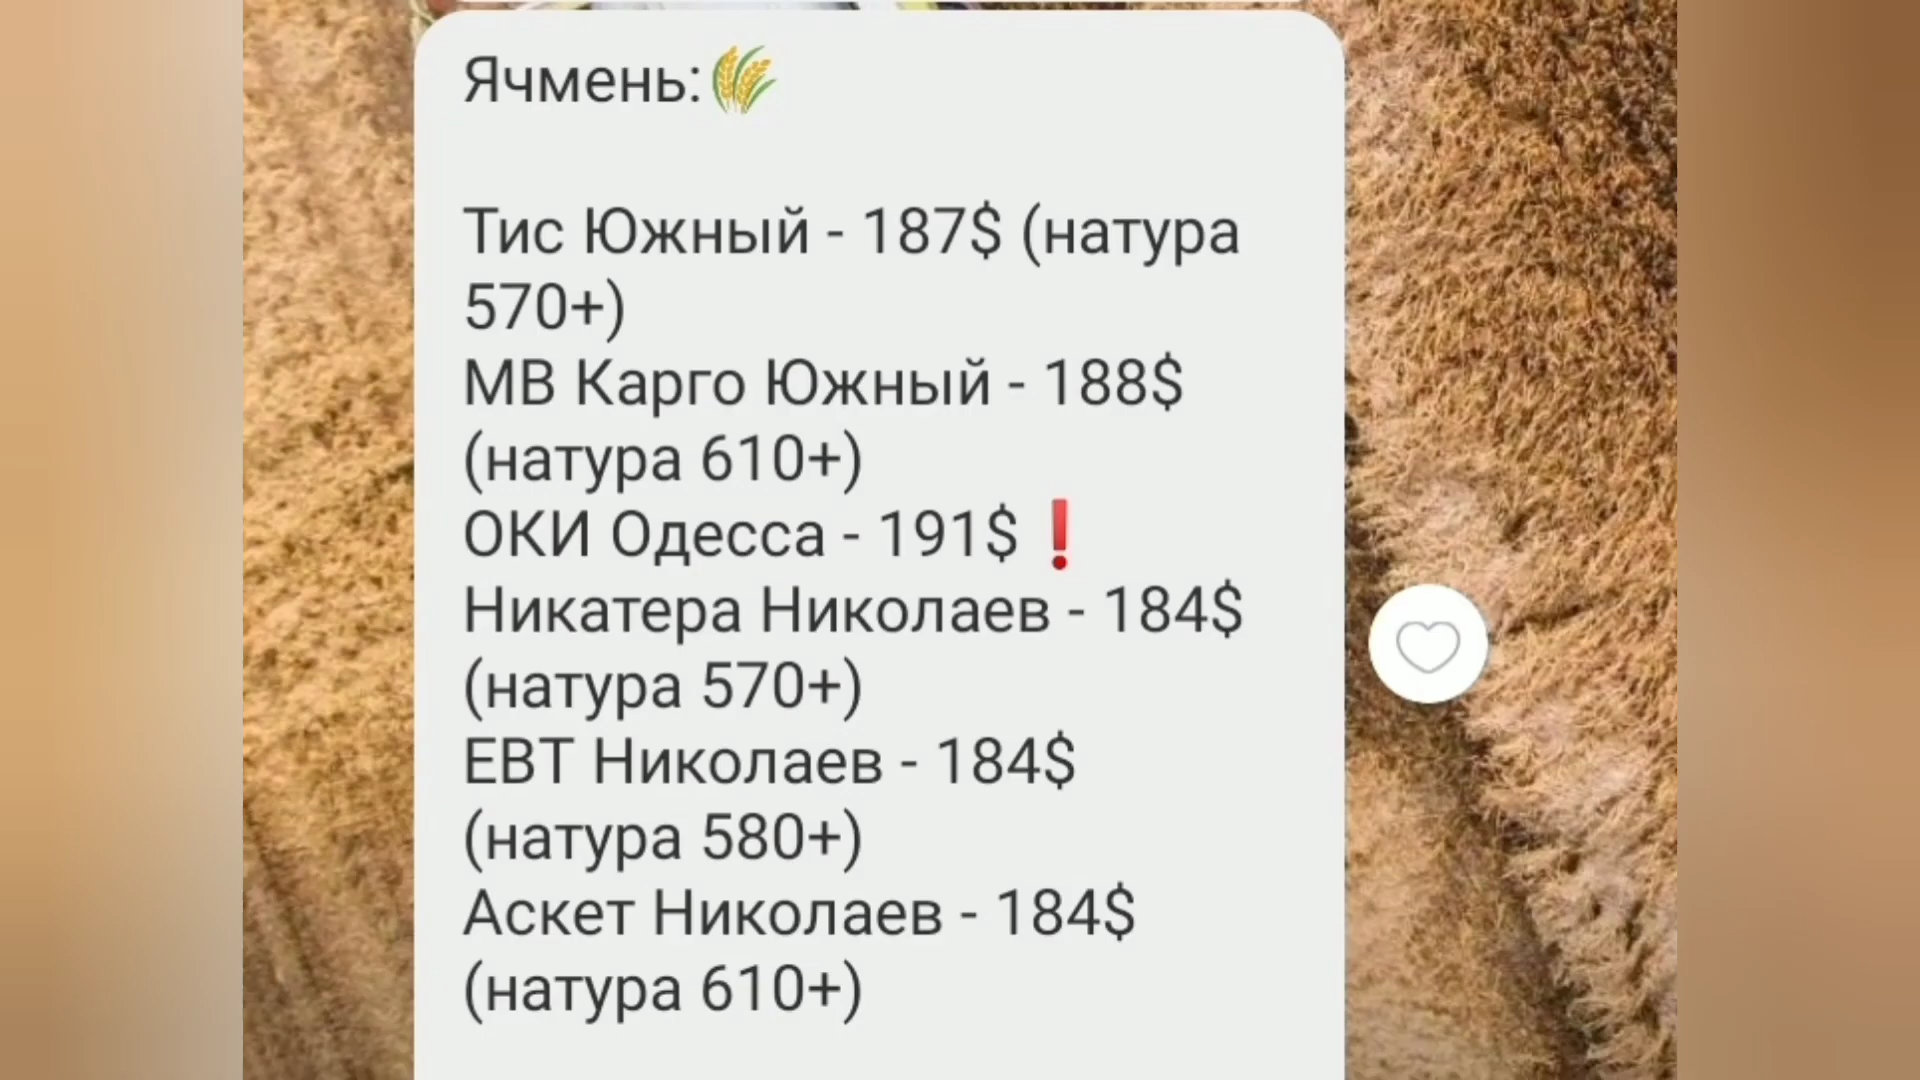 Ячмень:🌾
Тис Южный - 187$ (натура
570+)
МВ Карго Южный - 188$
(натура 610+)
ОКИ Одесса - 191$❗
Никатера Николаев - 184$
(натура 570+)
ЕВТ Николаев - 184$
(натура 580+)
Аскет Николаев - 184$
(натура 610+)